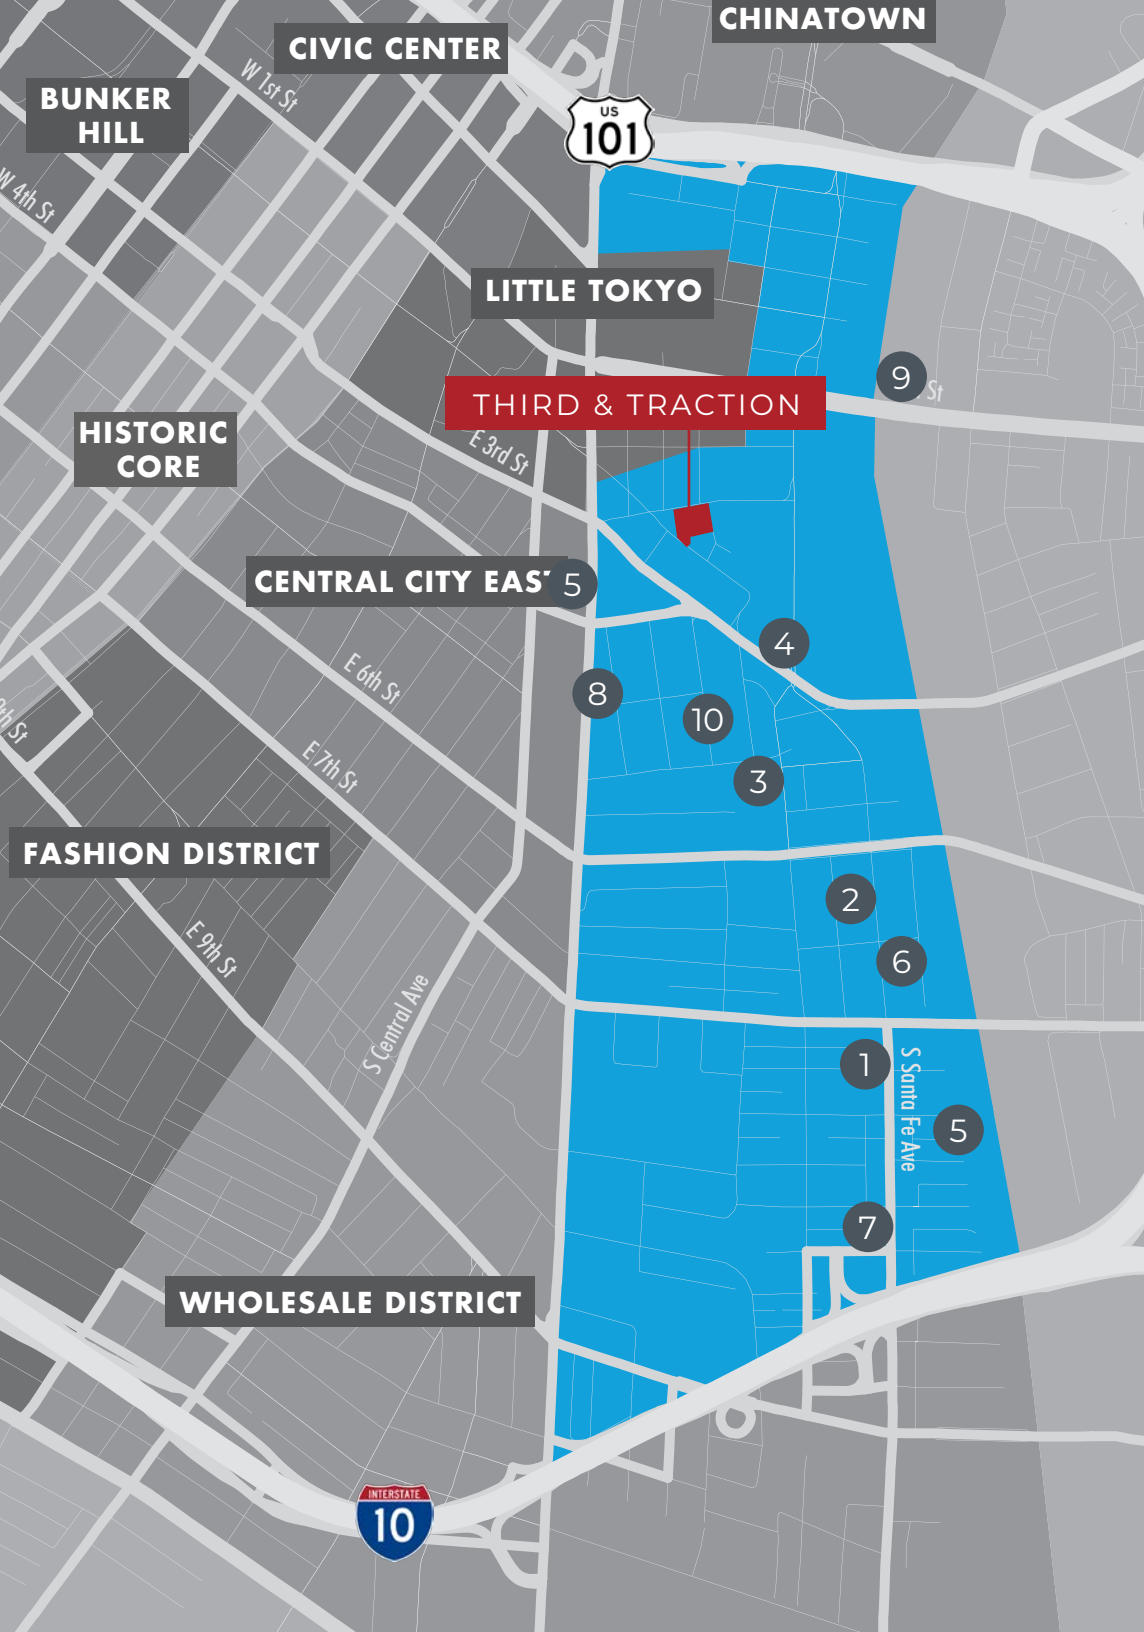 CHINATOWN
CIVIC CENTER
BUNKER
HILL
W 1st St
US
101
W 4th St
LITTLE TOKYO
9
St
THIRD & TRACTION
HISTORIC
CORE
E 3rd St
CENTRAL CITY EAST
5
4
E 6th St
8
10
9th St
E 7th St
3
FASHION DISTRICT
2
E 9th St
6
S Central Ave
1
S Santa Fe Ave
5
7
WHOLESALE DISTRICT
INTERSTATE
10